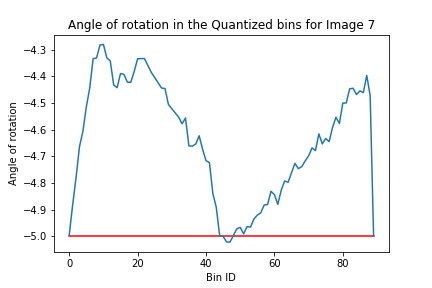 Angle of rotation in the Quantized bins for Image 7
Angle of rotation
−4.3
−4.4
−4.5
−4.6
−4.7
−4.8
−4.9
−5.0
0 20 40 60 80
Bin ID